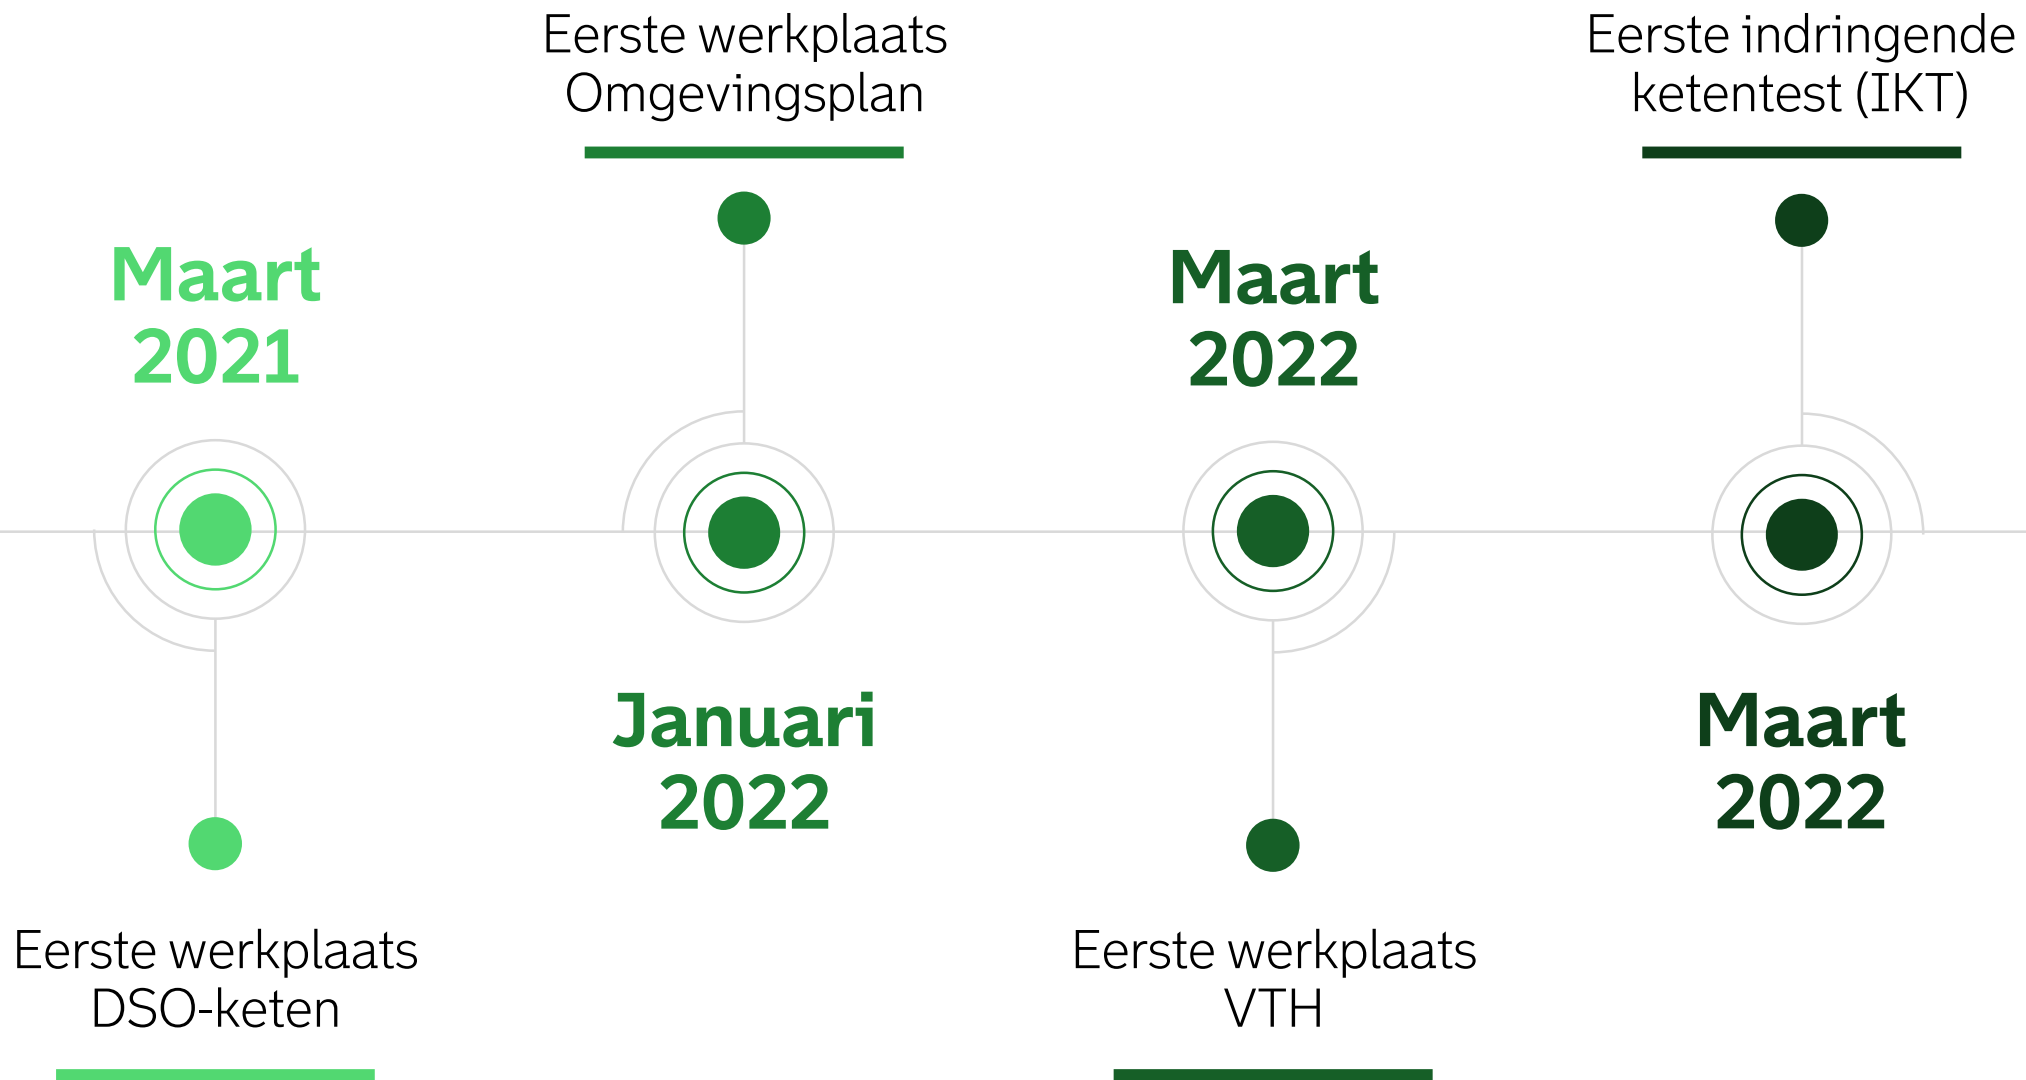 Maart
2021
Eerste werkplaats
DSO-keten
Eerste werkplaats
Omgevingsplan
Januari
2022
Maart
2022
Eerste werkplaats
VTH
Eerste indringende
ketentest (IKT)
Maart
2022